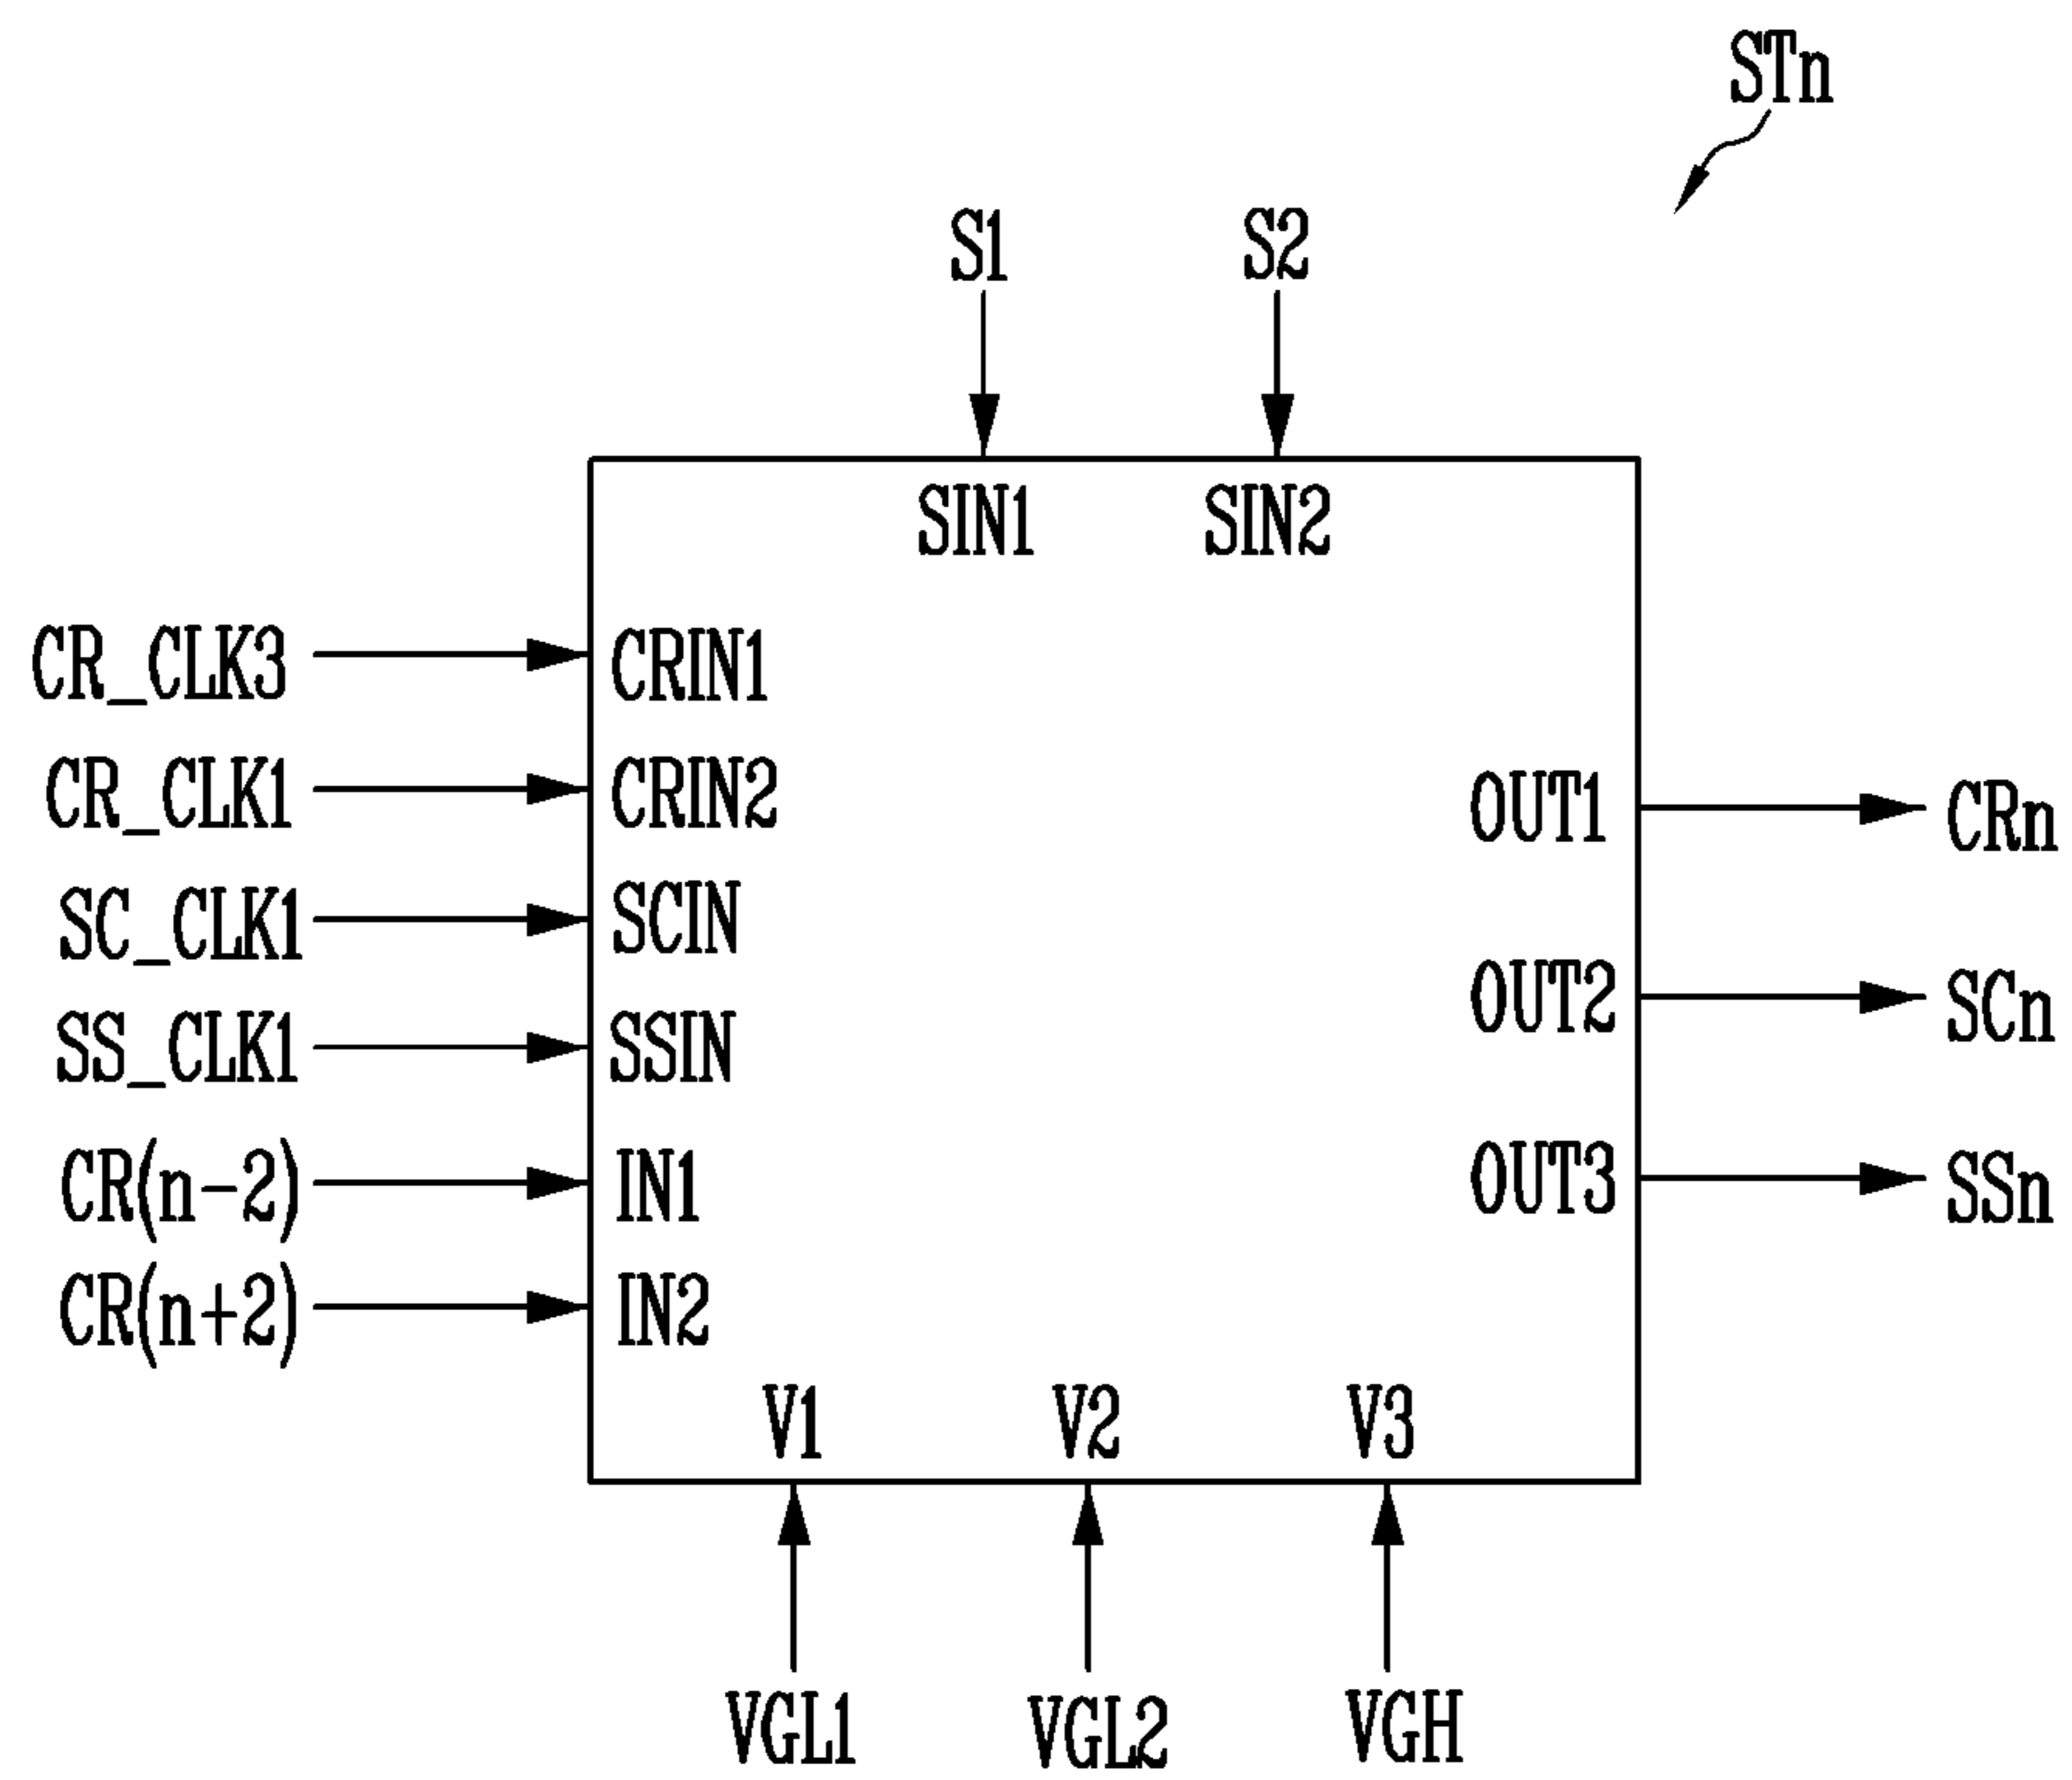 STn
S1 S2
SIN1 SIN2
CR_CLK3 CRIN1
CR_CLK1 CRIN2
OUT1 CRn
SC_CLK1 SCIN
OUT2 SCn
SS_CLK1 SSIN
CR(n-2) IN1
OUT3 SSn
CR(n+2) IN2
V1 V2 V3
VGL1 VGL2 VGH